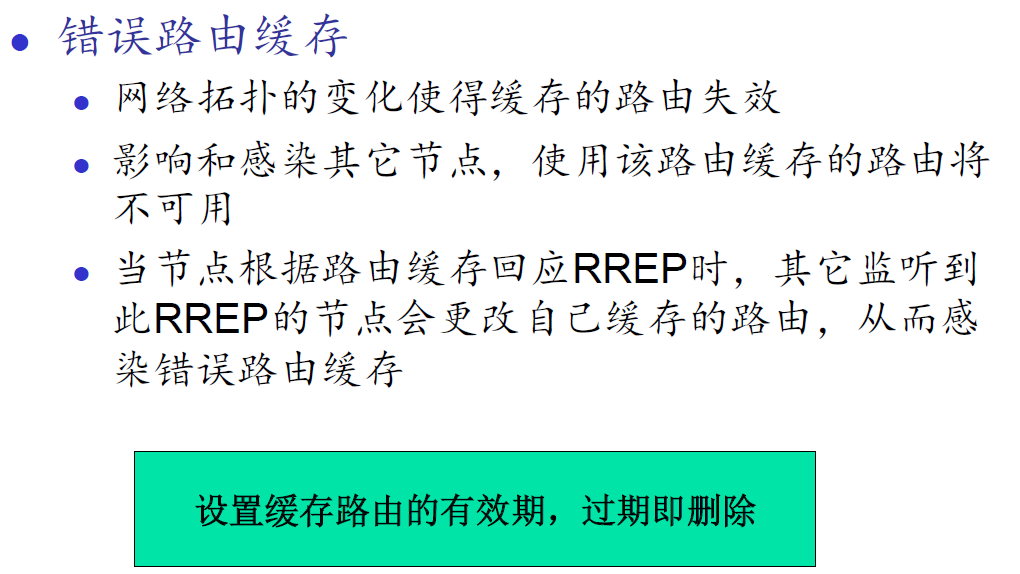 错误路由缓存
网络拓扑的变化使得缓存的路由失效
影响和感染其它节点，使用该路由缓存的路由将
不可用
当节点根据路由缓存回应RREP时，其它监听到
此RREP的节点会更改自己缓存的路由，从而感
染错误路由缓存
设置缓存路由的有效期，过期即删除